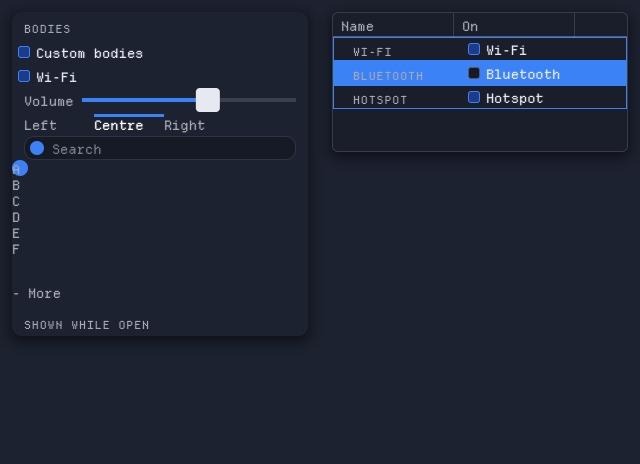 BODIES
Custom bodies
Wi-Fi
Volume
Left Centre Right
Search
A
B
C
D
E
F
- More
SHOWN WHILE OPEN
Name On
WI-FI Wi-Fi
BLUETOOTH Bluetooth
HOTSPOT Hotspot